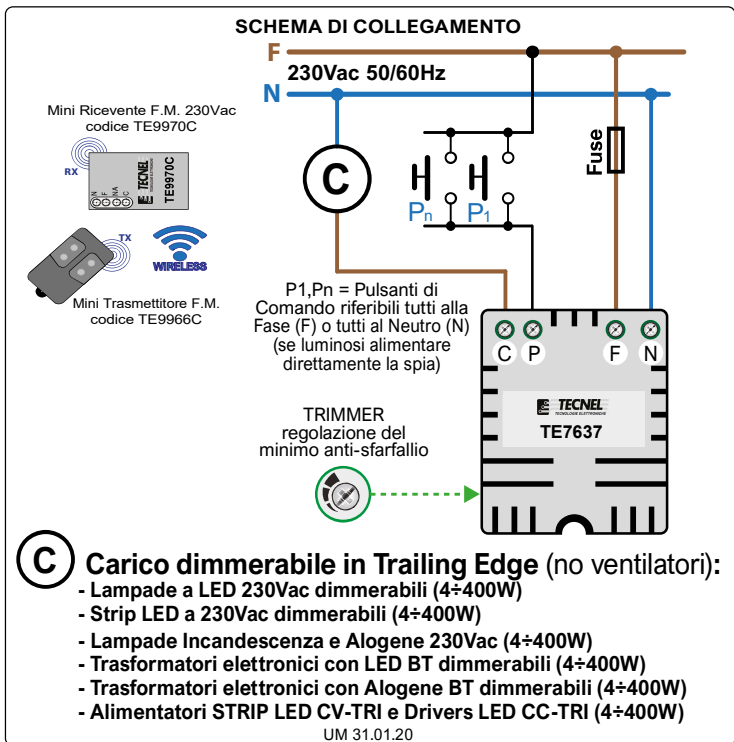 SCHEMA DI COLLEGAMENTO
F
230Vac 50/60Hz
N
Mini Ricevente F.M. 230Vac
codice TE9970C
RX
N
F
NA
C
TECNEL
TECNOLOGIE ELETTRONICHE
TE9970C
TX
WIRELESS
Mini Trasmettitore F.M.
codice TE9966C
C
Pn
P1
Fuse
P1,Pn = Pulsanti di
Comando riferibili tutti alla
Fase (F) o tutti al Neutro (N)
(se luminosi alimentare
direttamente la spia)
C P F N
TECNEL
TECNOLOGIE ELETTRONICHE
TE7637
TRIMMER
regolazione del
minimo anti-sfarfallio
C Carico dimmerabile in Trailing Edge (no ventilatori):
- Lampade a LED 230Vac dimmerabili (4÷400W)
- Strip LED a 230Vac dimmerabili (4÷400W)
- Lampade Incandescenza e Alogene 230Vac (4÷400W)
- Trasformatori elettronici con LED BT dimmerabili (4÷400W)
- Trasformatori elettronici con Alogene BT dimmerabili (4÷400W)
- Alimentatori STRIP LED CV-TRI e Drivers LED CC-TRI (4÷400W)
UM 31.01.20